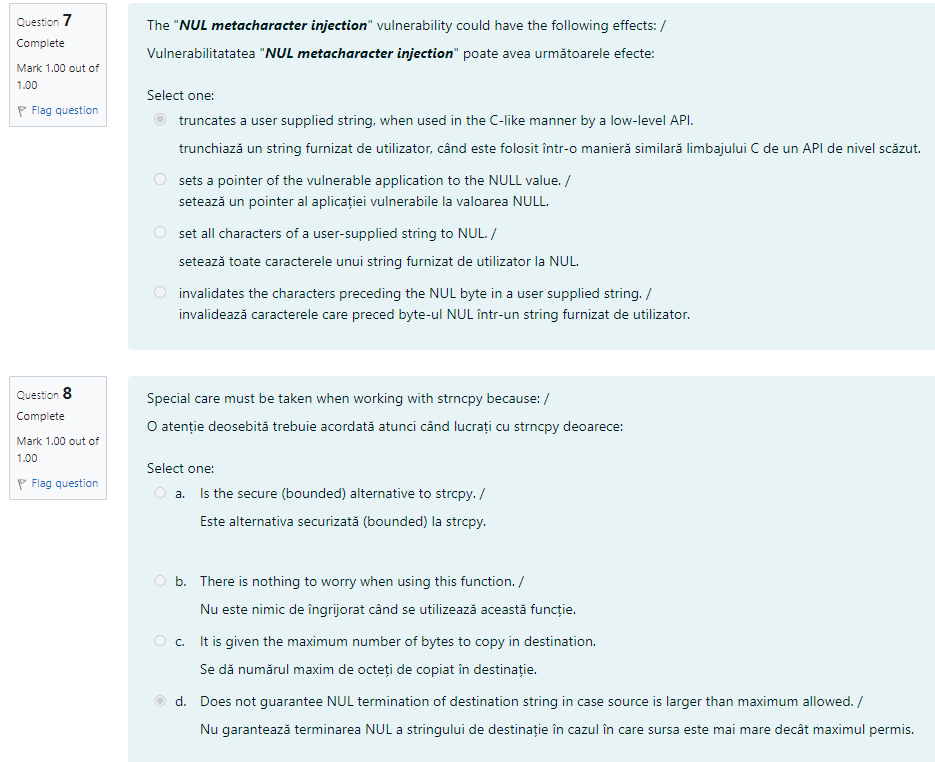 Question 7
Complete
Mark 1.00 out of
1.00
Flag question
The "NUL metacharacter injection" vulnerability could have the following effects: /
Vulnerabilitatatea "NUL metacharacter injection" poate avea următoarele efecte:
Select one:
truncates a user supplied string, when used in the C-like manner by a low-level API.
trunchiază un string furnizat de utilizator, când este folosit într-o manieră similară limbajului C de un API de nivel scăzut.
sets a pointer of the vulnerable application to the NULL value. /
setează un pointer al aplicației vulnerabile la valoarea NULL.
set all characters of a user-supplied string to NUL. /
setează toate caracterele unui string furnizat de utilizator la NUL.
invalidates the characters preceding the NUL byte in a user supplied string. /
invalidează caracterele care preced byte-ul NUL într-un string furnizat de utilizator.
Question 8
Complete
Mark 1.00 out of
1.00
Flag question
Special care must be taken when working with strncpy because: /
O atenție deosebită trebuie acordată atunci când lucrați cu strncpy deoarece:
Select one:
a. Is the secure (bounded) alternative to strcpy. /
Este alternativa securizată (bounded) la strcpy.
b. There is nothing to worry when using this function. /
Nu este nimic de îngrijorat când se utilizează această funcție.
c. It is given the maximum number of bytes to copy in destination.
Se dă numărul maxim de octeți de copiat în destinație.
d. Does not guarantee NUL termination of destination string in case source is larger than maximum allowed. /
Nu garantează terminarea NUL a stringului de destinație în cazul în care sursa este mai mare decât maximul permis.